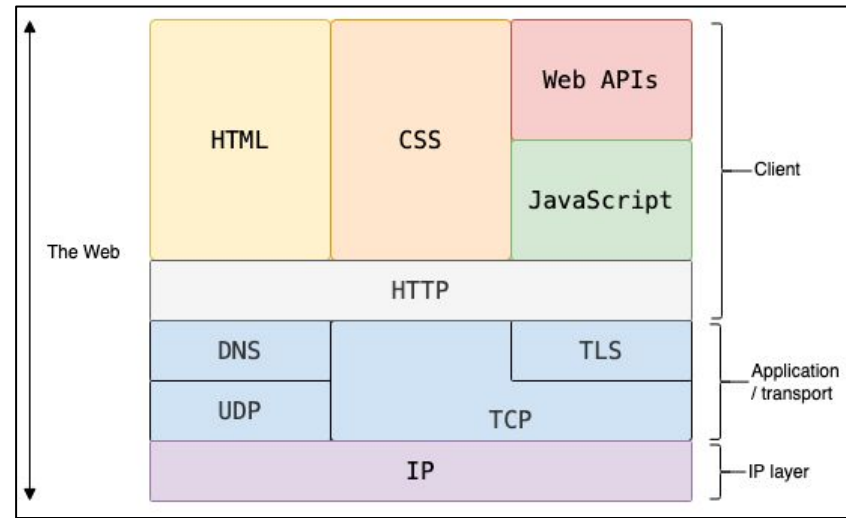 Web APIs
HTML
CSS
Client
JavaScript
The Web
HTTP
DNS
TLS
Application
/ transport
UDP
TCP
IP
IP layer